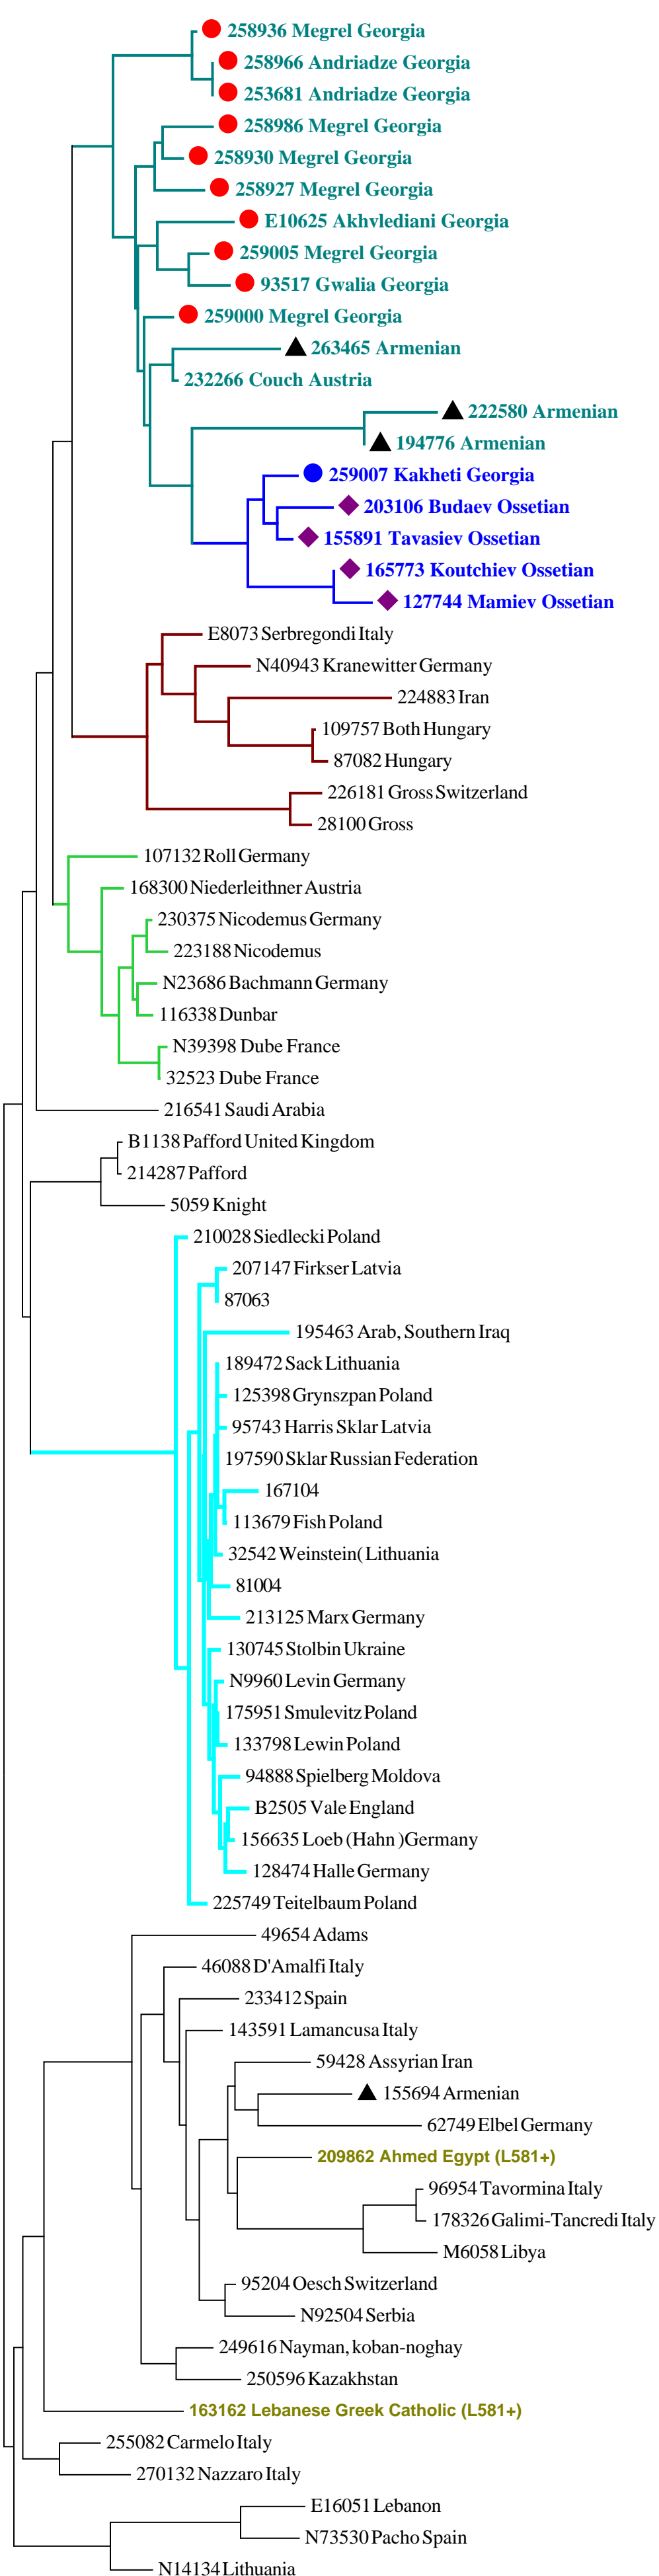 258936 Megrel Georgia
258966 Andriadze Georgia
253681 Andriadze Georgia
258986 Megrel Georgia
258930 Megrel Georgia
258927 Megrel Georgia
E10625 Akhvlediani Georgia
259005 Megrel Georgia
93517 Gwalia Georgia
259000 Megrel Georgia
263465 Armenian
232266 Couch Austria
222580 Armenian
194776 Armenian
259007 Kakheti Georgia
203106 Budaev Ossetian
155891 Tavasiev Ossetian
165773 Koutchiev Ossetian
127744 Mamiev Ossetian
E8073 Serbregondi Italy
N40943 Kranewitter Germany
224883 Iran
109757 Both Hungary
87082 Hungary
226181 Gross Switzerland
28100 Gross
107132 Roll Germany
168300 Niederleithner Austria
230375 Nicodemus Germany
223188 Nicodemus
N23686 Bachmann Germany
116338 Dunbar
N39398 Dube France
32523 Dube France
216541 Saudi Arabia
B1138 Pafford United Kingdom
214287 Pafford
5059 Knight
210028 Siedlecki Poland
207147 Firkser Latvia
87063
195463 Arab, Southern Iraq
189472 Sack Lithuania
125398 Grynszpan Poland
95743 Harris Sklar Latvia
197590 Sklar Russian Federation
167104
113679 Fish Poland
32542 Weinstein( Lithuania
81004
213125 Marx Germany
130745 Stolbin Ukraine
N9960 Levin Germany
175951 Smulevitz Poland
133798 Lewin Poland
94888 Spielberg Moldova
B2505 Vale England
156635 Loeb (Hahn )Germany
128474 Halle Germany
225749 Teitelbaum Poland
49654 Adams
46088 D'Amalfi Italy
233412 Spain
143591 Lamancusa Italy
59428 Assyrian Iran
155694 Armenian
62749 Elbel Germany
209862 Ahmed Egypt (L581+)
96954 Tavormina Italy
178326 Galimi-Tancredi Italy
M6058 Libya
95204 Oesch Switzerland
N92504 Serbia
249616 Nayman, koban-noghay
250596 Kazakhstan
163162 Lebanese Greek Catholic (L581+)
255082 Carmelo Italy
270132 Nazzaro Italy
E16051 Lebanon
N73530 Pacho Spain
N14134 Lithuania